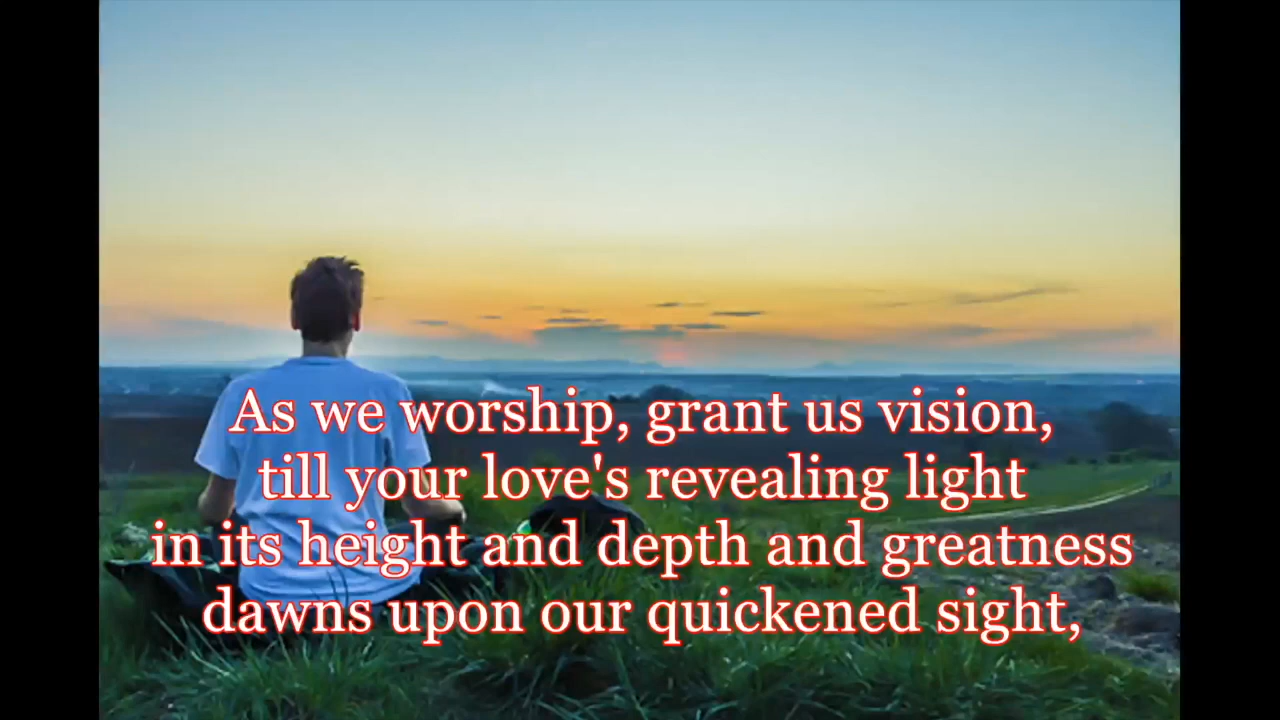 As we worship, grant us vision,
till your love's revealing light
in its height and depth and greatness
dawns upon our quickened sight,